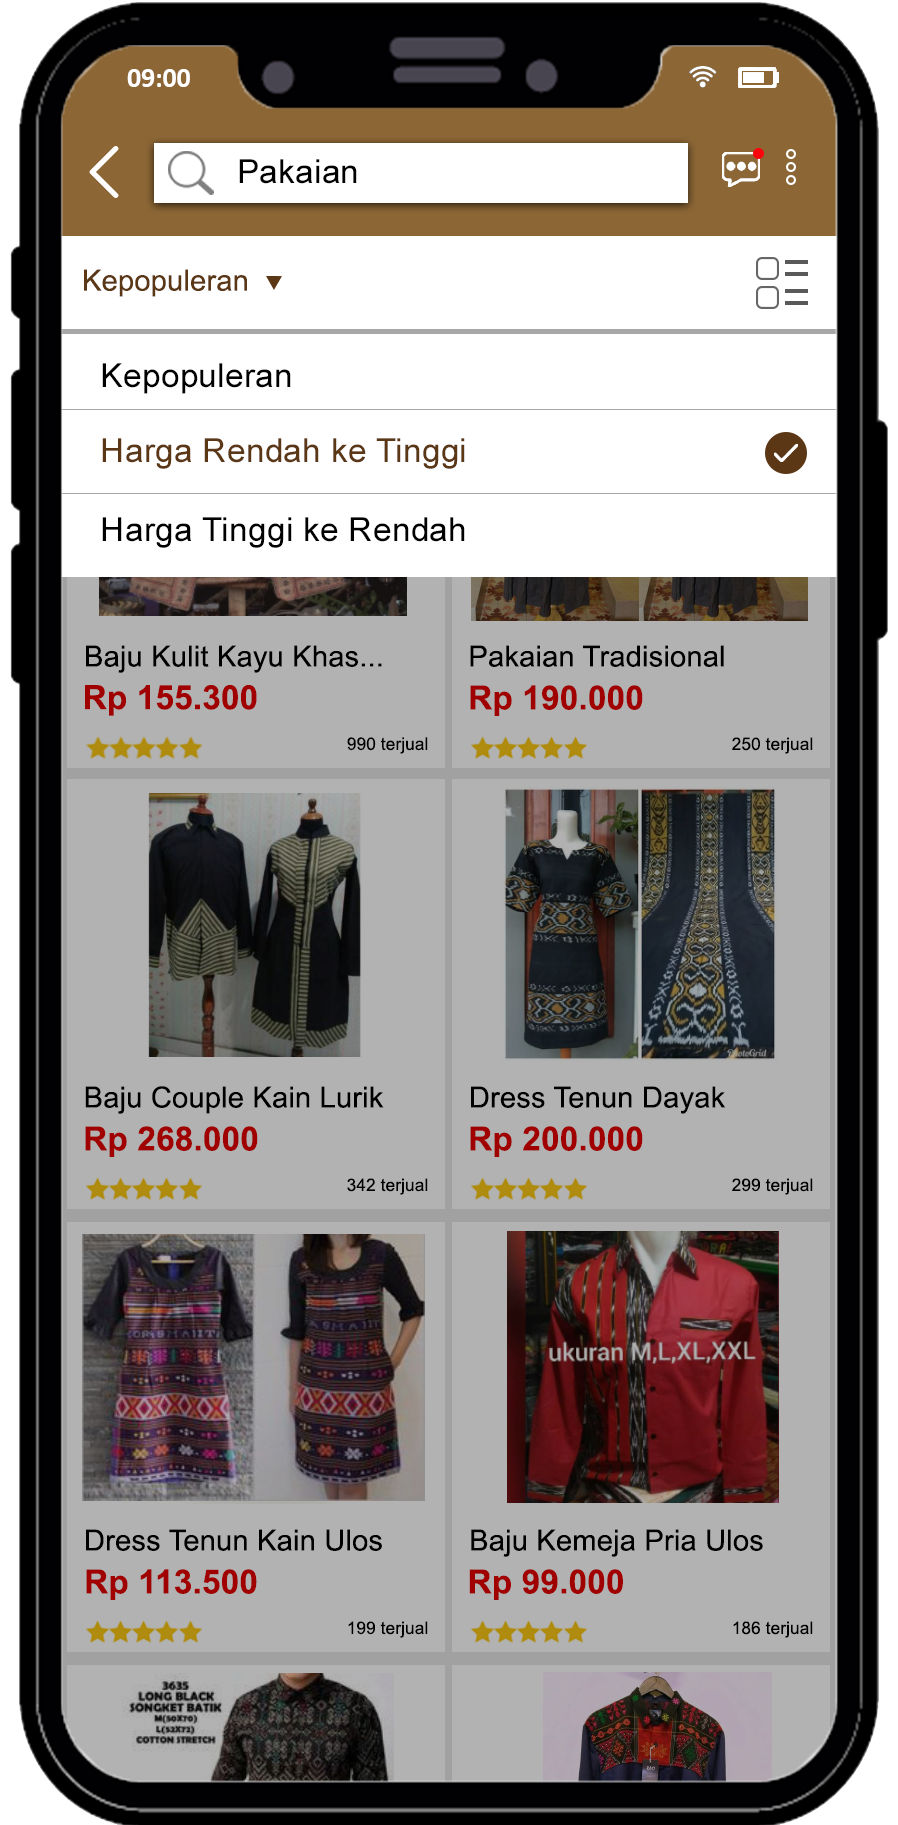 09:00
Pakaian
Kepopuleran
Kepopuleran
Harga Rendah ke Tinggi
Harga Tinggi ke Rendah
Baju Kulit Kayu Khas...
Pakaian Tradisional
Rp 155.300
Rp 190.000
990 terjual
250 terjual
PhotoGrid
Baju Couple Kain Lurik
Dress Tenun Dayak
Rp 268.000
Rp 200.000
342 terjual
299 terjual
ukuran M,L,XL,XXL
Dress Tenun Kain Ulos
Baju Kemeja Pria Ulos
Rp 113.500
Rp 99.000
199 terjual
186 terjual
3635
LONG BLACK
SONGKET BATIK
M(50X70)
L(52X72)
COTTON STRETCH